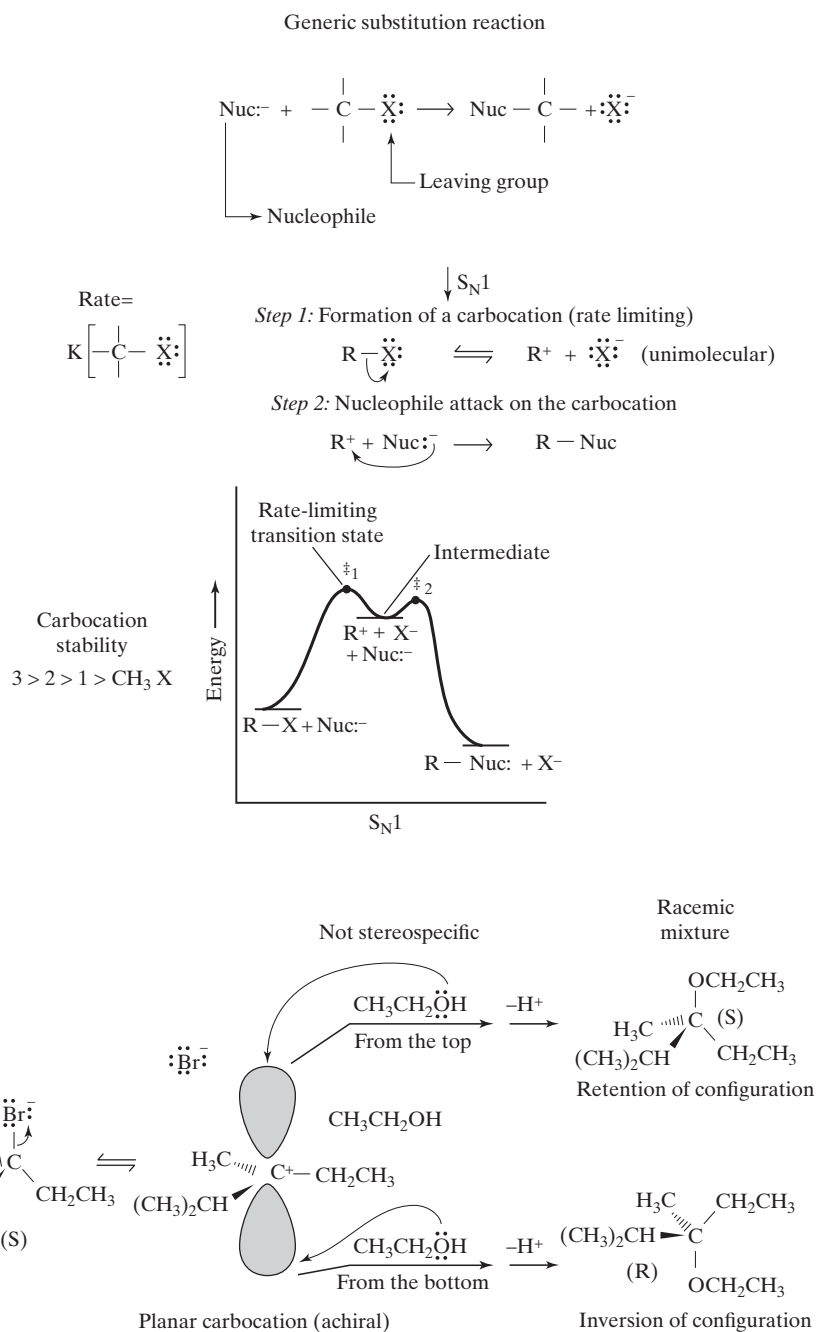 Generic substitution reaction
Nuc:⁻ + — C — X: ⟶ Nuc — C — + :X:⁻
Leaving group
Nucleophile
S_N1
Rate=
K[—C— X:]
Step 1: Formation of a carbocation (rate limiting)
R — X: ⇌ R⁺ + :X:⁻ (unimolecular)
Step 2: Nucleophile attack on the carbocation
R⁺ + Nuc:⁻ ⟶ R — Nuc
Rate-limiting
transition state
Intermediate
‡1
‡2
Carbocation
stability
3 > 2 > 1 > CH₃ X
Energy ⟶
R⁺ + X⁻
+ Nuc:⁻
R — X + Nuc:⁻
R — Nuc: + X⁻
S_N1
Not stereospecific
Racemic
mixture
CH₃CH₂OH
–H⁺
From the top
OCH₂CH₃
H₃C C (S)
(CH₃)₂CH CH₂CH₃
Retention of configuration
:Br:⁻
CH₃CH₂OH
Br:⁻
C
CH₂CH₃
(S)
H₃C C⁺— CH₂CH₃
(CH₃)₂CH
CH₃CH₂OH
–H⁺
From the bottom
H₃C CH₂CH₃
(CH₃)₂CH C
(R)
OCH₂CH₃
Planar carbocation (achiral)
Inversion of configuration